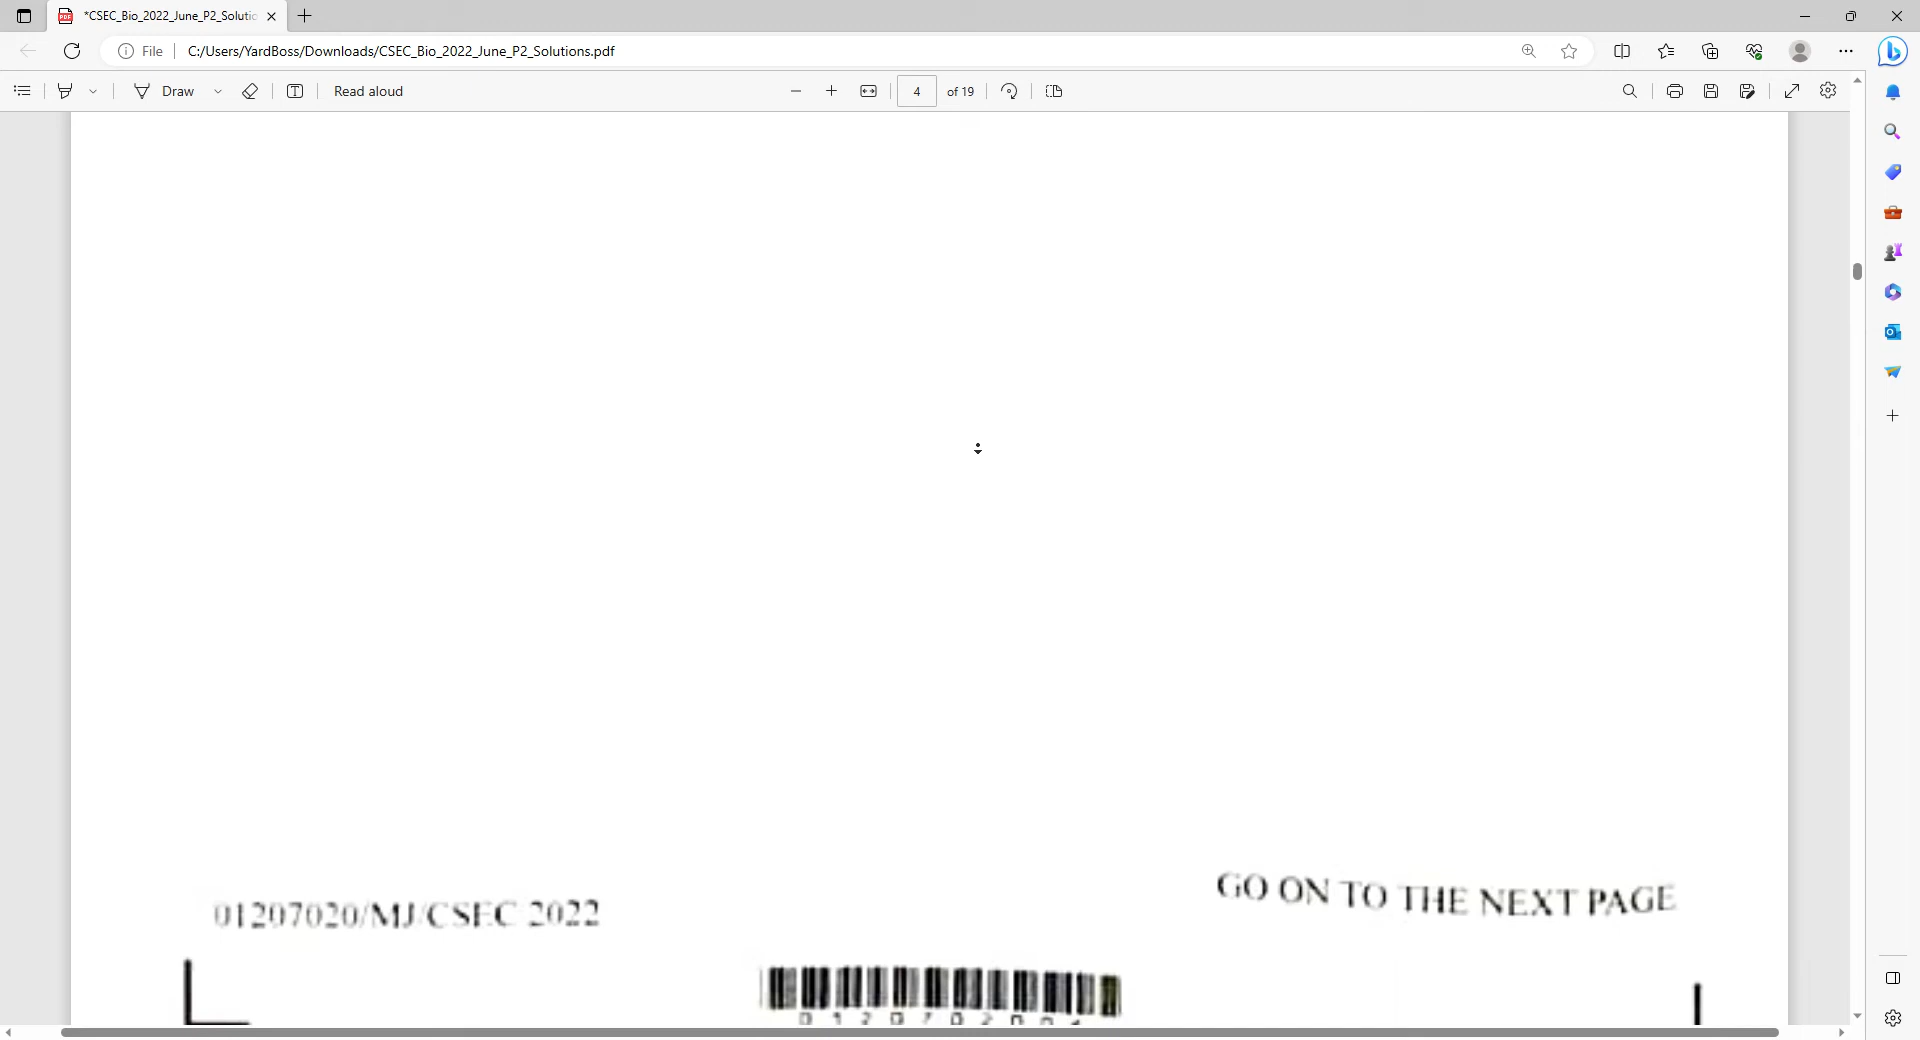 *CSEC_Bio_2022_June_P2_Solutio
File
C:/Users/YardBoss/Downloads/CSEC_Bio_2022_June_P2_Solutions.pdf
Draw
Read aloud
4
of 19
01207020/MJ/CSEC 2022
GO ON TO THE NEXT PAGE